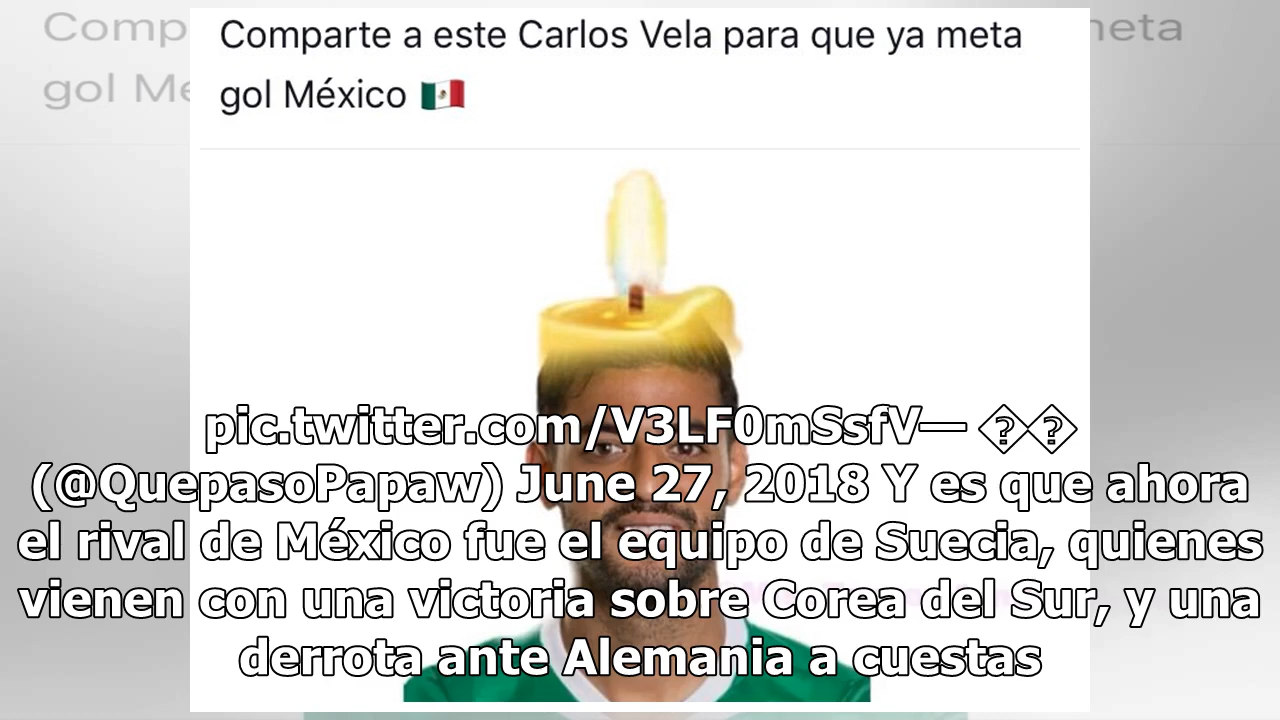 Comparte a este Carlos Vela para que ya meta
gol México 🇲🇽
pic.twitter.com/V3LF0mSsfV— ��
(@QuepasoPapaw) June 27, 2018 Y es que ahora
el rival de México fue el equipo de Suecia, quienes
vienen con una victoria sobre Corea del Sur, y una
derrota ante Alemania a cuestas